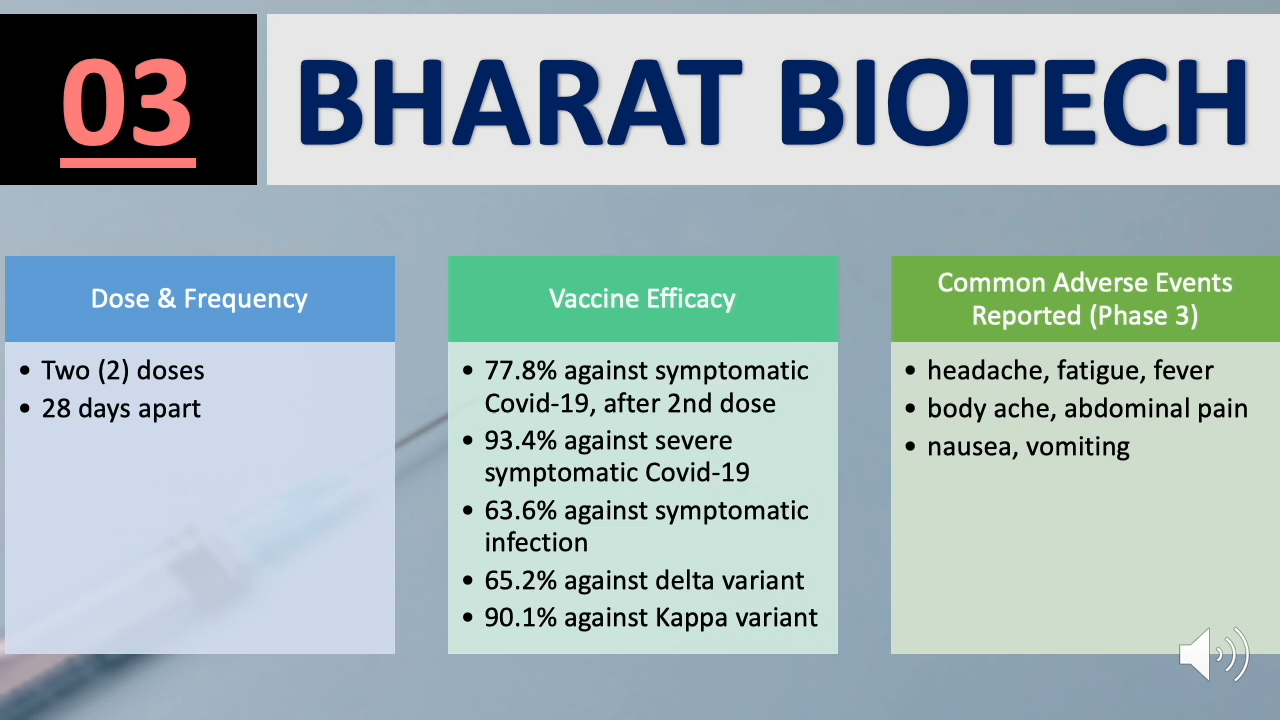 03
BHARAT BIOTECH
Dose & Frequency
• Two (2) doses
• 28 days apart
Vaccine Efficacy
• 77.8% against symptomatic
Covid-19, after 2nd dose
• 93.4% against severe
symptomatic Covid-19
• 63.6% against symptomatic
infection
• 65.2% against delta variant
• 90.1% against Kappa variant
Common Adverse Events
Reported (Phase 3)
• headache, fatigue, fever
• body ache, abdominal pain
• nausea, vomiting